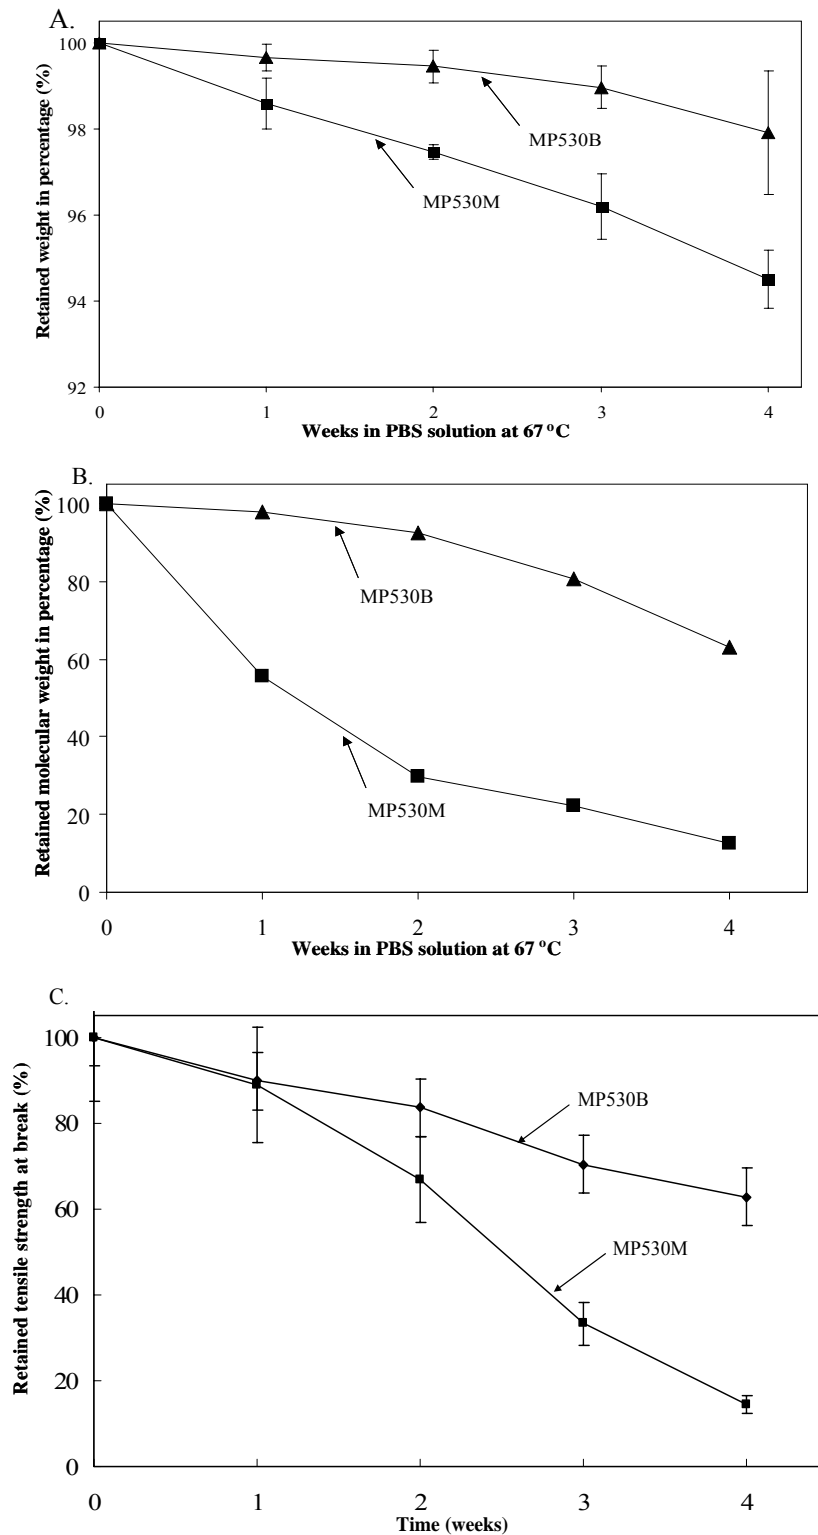 A.
Retained weight in percentage (%)
100
98
96
94
92
MP530B
MP530M
0 1 2 3 4
Weeks in PBS solution at 67 °C
B.
Retained molecular weight in percentage (%)
100
80
60
40
20
0
MP530B
MP530M
0 1 2 3 4
Weeks in PBS solution at 67 °C
C.
Retained tensile strength at break (%)
100
80
60
40
20
0
MP530B
MP530M
0 1 2 3 4
Time (weeks)